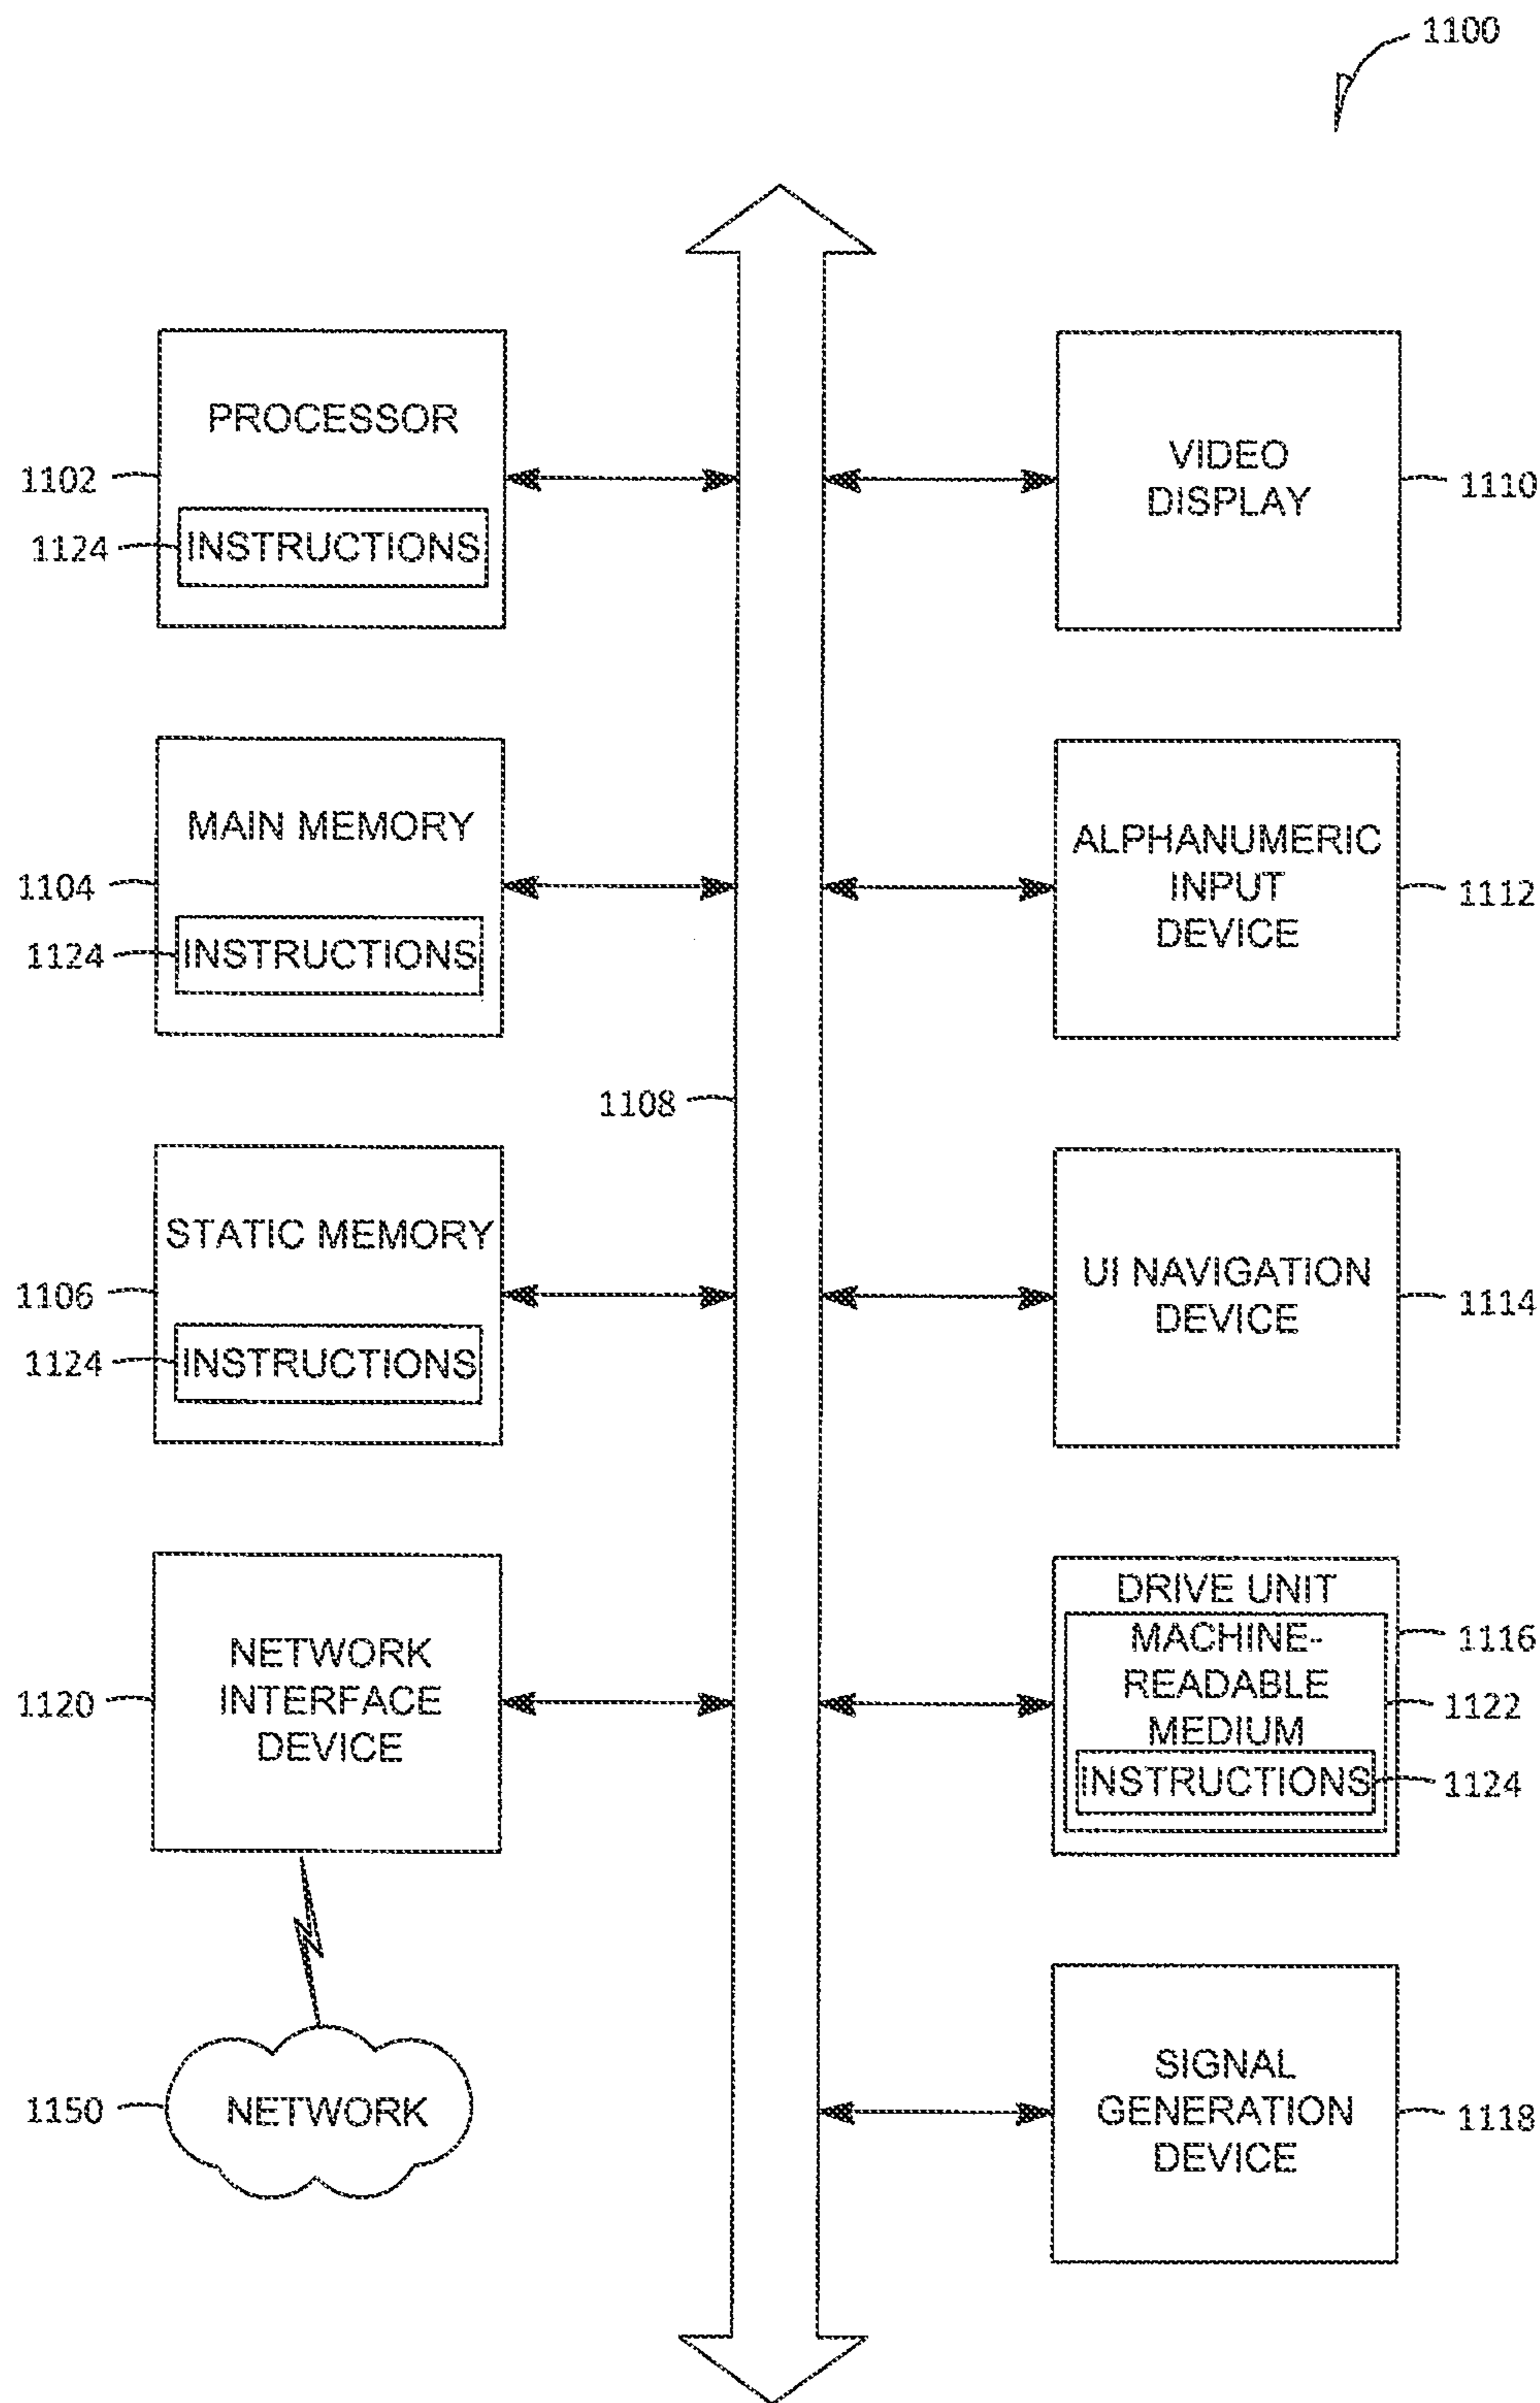 1100
PROCESSOR
1102
1124
INSTRUCTIONS
VIDEO
DISPLAY
1110
MAIN MEMORY
1104
1124
INSTRUCTIONS
ALPHANUMERIC
INPUT
DEVICE
1112
1108
STATIC MEMORY
1106
1124
INSTRUCTIONS
UI NAVIGATION
DEVICE
1114
NETWORK
INTERFACE
DEVICE
1120
DRIVE UNIT
MACHINE-
READABLE
MEDIUM
INSTRUCTIONS
1116
1122
1124
NETWORK
1150
SIGNAL
GENERATION
DEVICE
1118